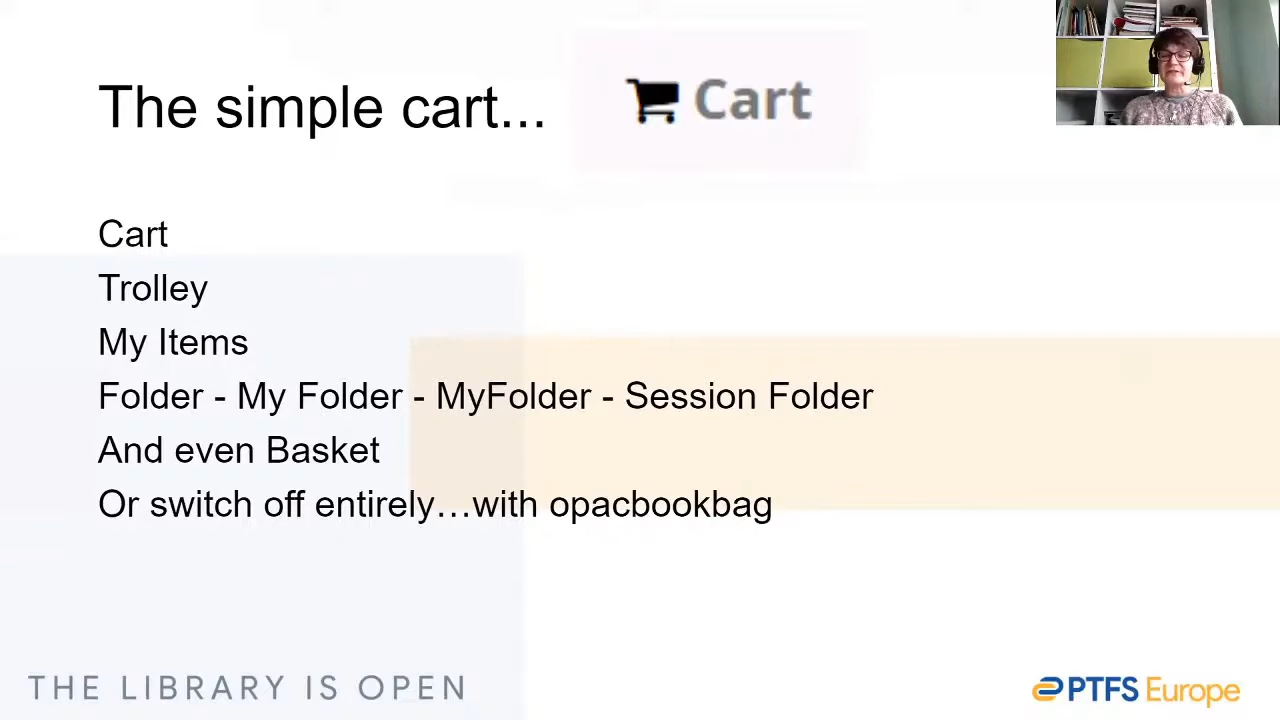 The simple cart...
Cart
Cart
Trolley
My Items
Folder - My Folder - MyFolder - Session Folder
And even Basket
Or switch off entirely…with opacbookbag
THE LIBRARY IS OPEN
PTFS Europe